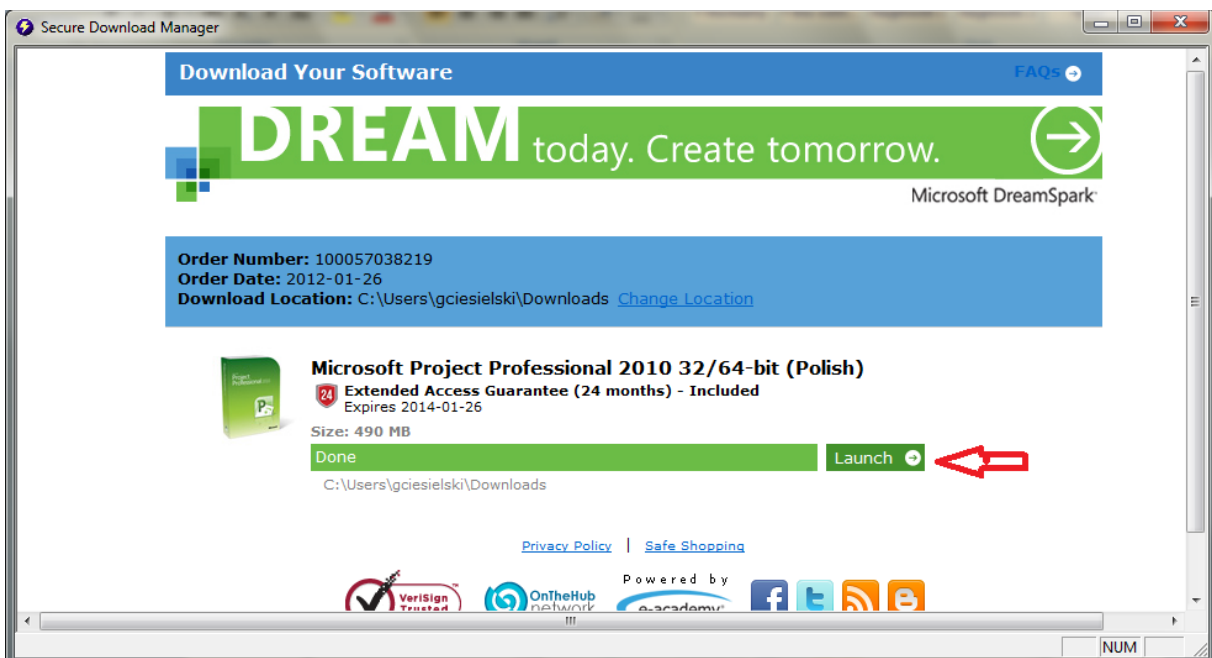 Secure Download Manager
Download Your Software
FAQs
DREAM today. Create tomorrow.
Microsoft DreamSpark
Order Number: 100057038219
Order Date: 2012-01-26
Download Location: C:\Users\gciesielski\Downloads Change Location
Microsoft Project Professional 2010 32/64-bit (Polish)
24 Extended Access Guarantee (24 months) - Included
Expires 2014-01-26
Size: 490 MB
Done
Launch
C:\Users\gciesielski\Downloads
Privacy Policy | Safe Shopping
VeriSign
Trusted
OnTheHub
network
Powered by
e-academy
NUM